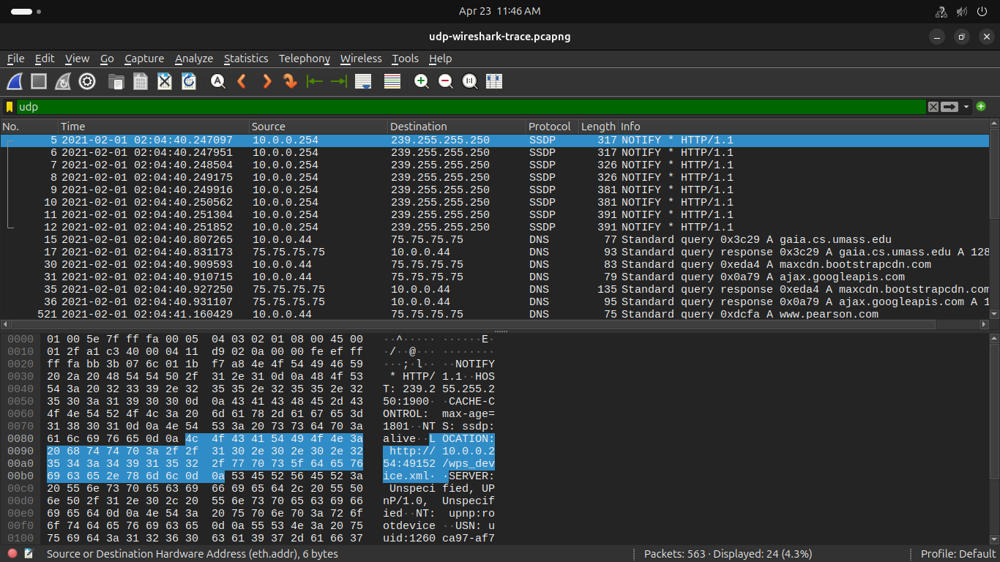 Apr 23 11:46 AM
udp-wireshark-trace.pcapng
File Edit View Go Capture Analyze Statistics Telephony Wireless Tools Help
udp
No. Time Source Destination Protocol Length Info
5 2021-02-01 02:04:40.247097 10.0.0.254 239.255.255.250 SSDP 317 NOTIFY * HTTP/1.1
6 2021-02-01 02:04:40.247951 10.0.0.254 239.255.255.250 SSDP 317 NOTIFY * HTTP/1.1
7 2021-02-01 02:04:40.248504 10.0.0.254 239.255.255.250 SSDP 326 NOTIFY * HTTP/1.1
8 2021-02-01 02:04:40.249175 10.0.0.254 239.255.255.250 SSDP 326 NOTIFY * HTTP/1.1
9 2021-02-01 02:04:40.249916 10.0.0.254 239.255.255.250 SSDP 381 NOTIFY * HTTP/1.1
10 2021-02-01 02:04:40.250562 10.0.0.254 239.255.255.250 SSDP 381 NOTIFY * HTTP/1.1
11 2021-02-01 02:04:40.251304 10.0.0.254 239.255.255.250 SSDP 391 NOTIFY * HTTP/1.1
12 2021-02-01 02:04:40.251852 10.0.0.254 239.255.255.250 SSDP 391 NOTIFY * HTTP/1.1
15 2021-02-01 02:04:40.807265 10.0.0.44 75.75.75.75 DNS 77 Standard query 0x3c29 A gaia.cs.umass.edu
17 2021-02-01 02:04:40.831173 75.75.75.75 10.0.0.44 DNS 93 Standard query response 0x3c29 A gaia.cs.umass.edu A 128
30 2021-02-01 02:04:40.909593 10.0.0.44 75.75.75.75 DNS 83 Standard query 0xeda4 A maxcdn.bootstrapcdn.com
31 2021-02-01 02:04:40.910715 10.0.0.44 75.75.75.75 DNS 79 Standard query 0x0a79 A ajax.googleapis.com
35 2021-02-01 02:04:40.927250 75.75.75.75 10.0.0.44 DNS 135 Standard query response 0xeda4 A maxcdn.bootstrapcdn.com
36 2021-02-01 02:04:40.931107 75.75.75.75 10.0.0.44 DNS 95 Standard query response 0x0a79 A ajax.googleapis.com A 1
521 2021-02-01 02:04:41.160429 10.0.0.44 75.75.75.75 DNS 75 Standard query 0xdcfa A www.pearson.com
0000 01 00 5e 7f ff fa 00 05 04 03 02 01 08 00 45 00 ··^····· ······E·
0010 01 2f a1 c3 40 00 04 11 d9 02 0a 00 00 fe ef ff ·/··@··· ········
0020 ff fa bb 3b 07 6c 01 1b f7 a8 4e 4f 54 49 46 59 ···;·l·· ··NOTIFY
0030 20 2a 20 48 54 54 50 2f 31 2e 31 0d 0a 48 4f 53 * HTTP/ 1.1··HOS
0040 54 3a 20 32 33 39 2e 32 35 35 2e 32 35 35 2e 32 T: 239.2 55.255.2
0050 35 30 3a 31 39 30 30 0d 0a 43 41 43 48 45 2d 43 50:1900· ·CACHE-C
0060 4f 4e 54 52 4f 4c 3a 20 6d 61 78 2d 61 67 65 3d ONTROL: max-age=
0070 31 38 30 31 0d 0a 4e 54 53 3a 20 73 73 64 70 3a 1801··NT S: ssdp:
0080 61 6c 69 76 65 0d 0a 4c 4f 43 41 54 49 4f 4e 3a alive··L OCATION:
0090 20 68 74 74 70 3a 2f 2f 31 30 2e 30 2e 30 2e 32 http:// 10.0.0.2
00a0 35 34 3a 34 39 31 35 32 2f 77 70 73 5f 64 65 76 54:49152 /wps_dev
00b0 69 63 65 2e 78 6d 6c 0d 0a 53 45 52 56 45 52 3a ice.xml· ·SERVER:
00c0 20 55 6e 73 70 65 63 69 66 69 65 64 2c 20 55 50 Unspeci fied, UP
00d0 6e 50 2f 31 2e 30 2c 20 55 6e 73 70 65 63 69 66 nP/1.0, Unspecif
00e0 69 65 64 0d 0a 4e 54 3a 20 75 70 6e 70 3a 72 6f ied··NT: upnp:ro
00f0 6f 74 64 65 76 69 63 65 0d 0a 55 53 4e 3a 20 75 otdevice ··USN: u
0100 75 69 64 3a 31 32 36 30 63 61 39 37 2d 61 66 37 uid:1260 ca97-af7
Source or Destination Hardware Address (eth.addr), 6 bytes
Packets: 563 · Displayed: 24 (4.3%)
Profile: Default